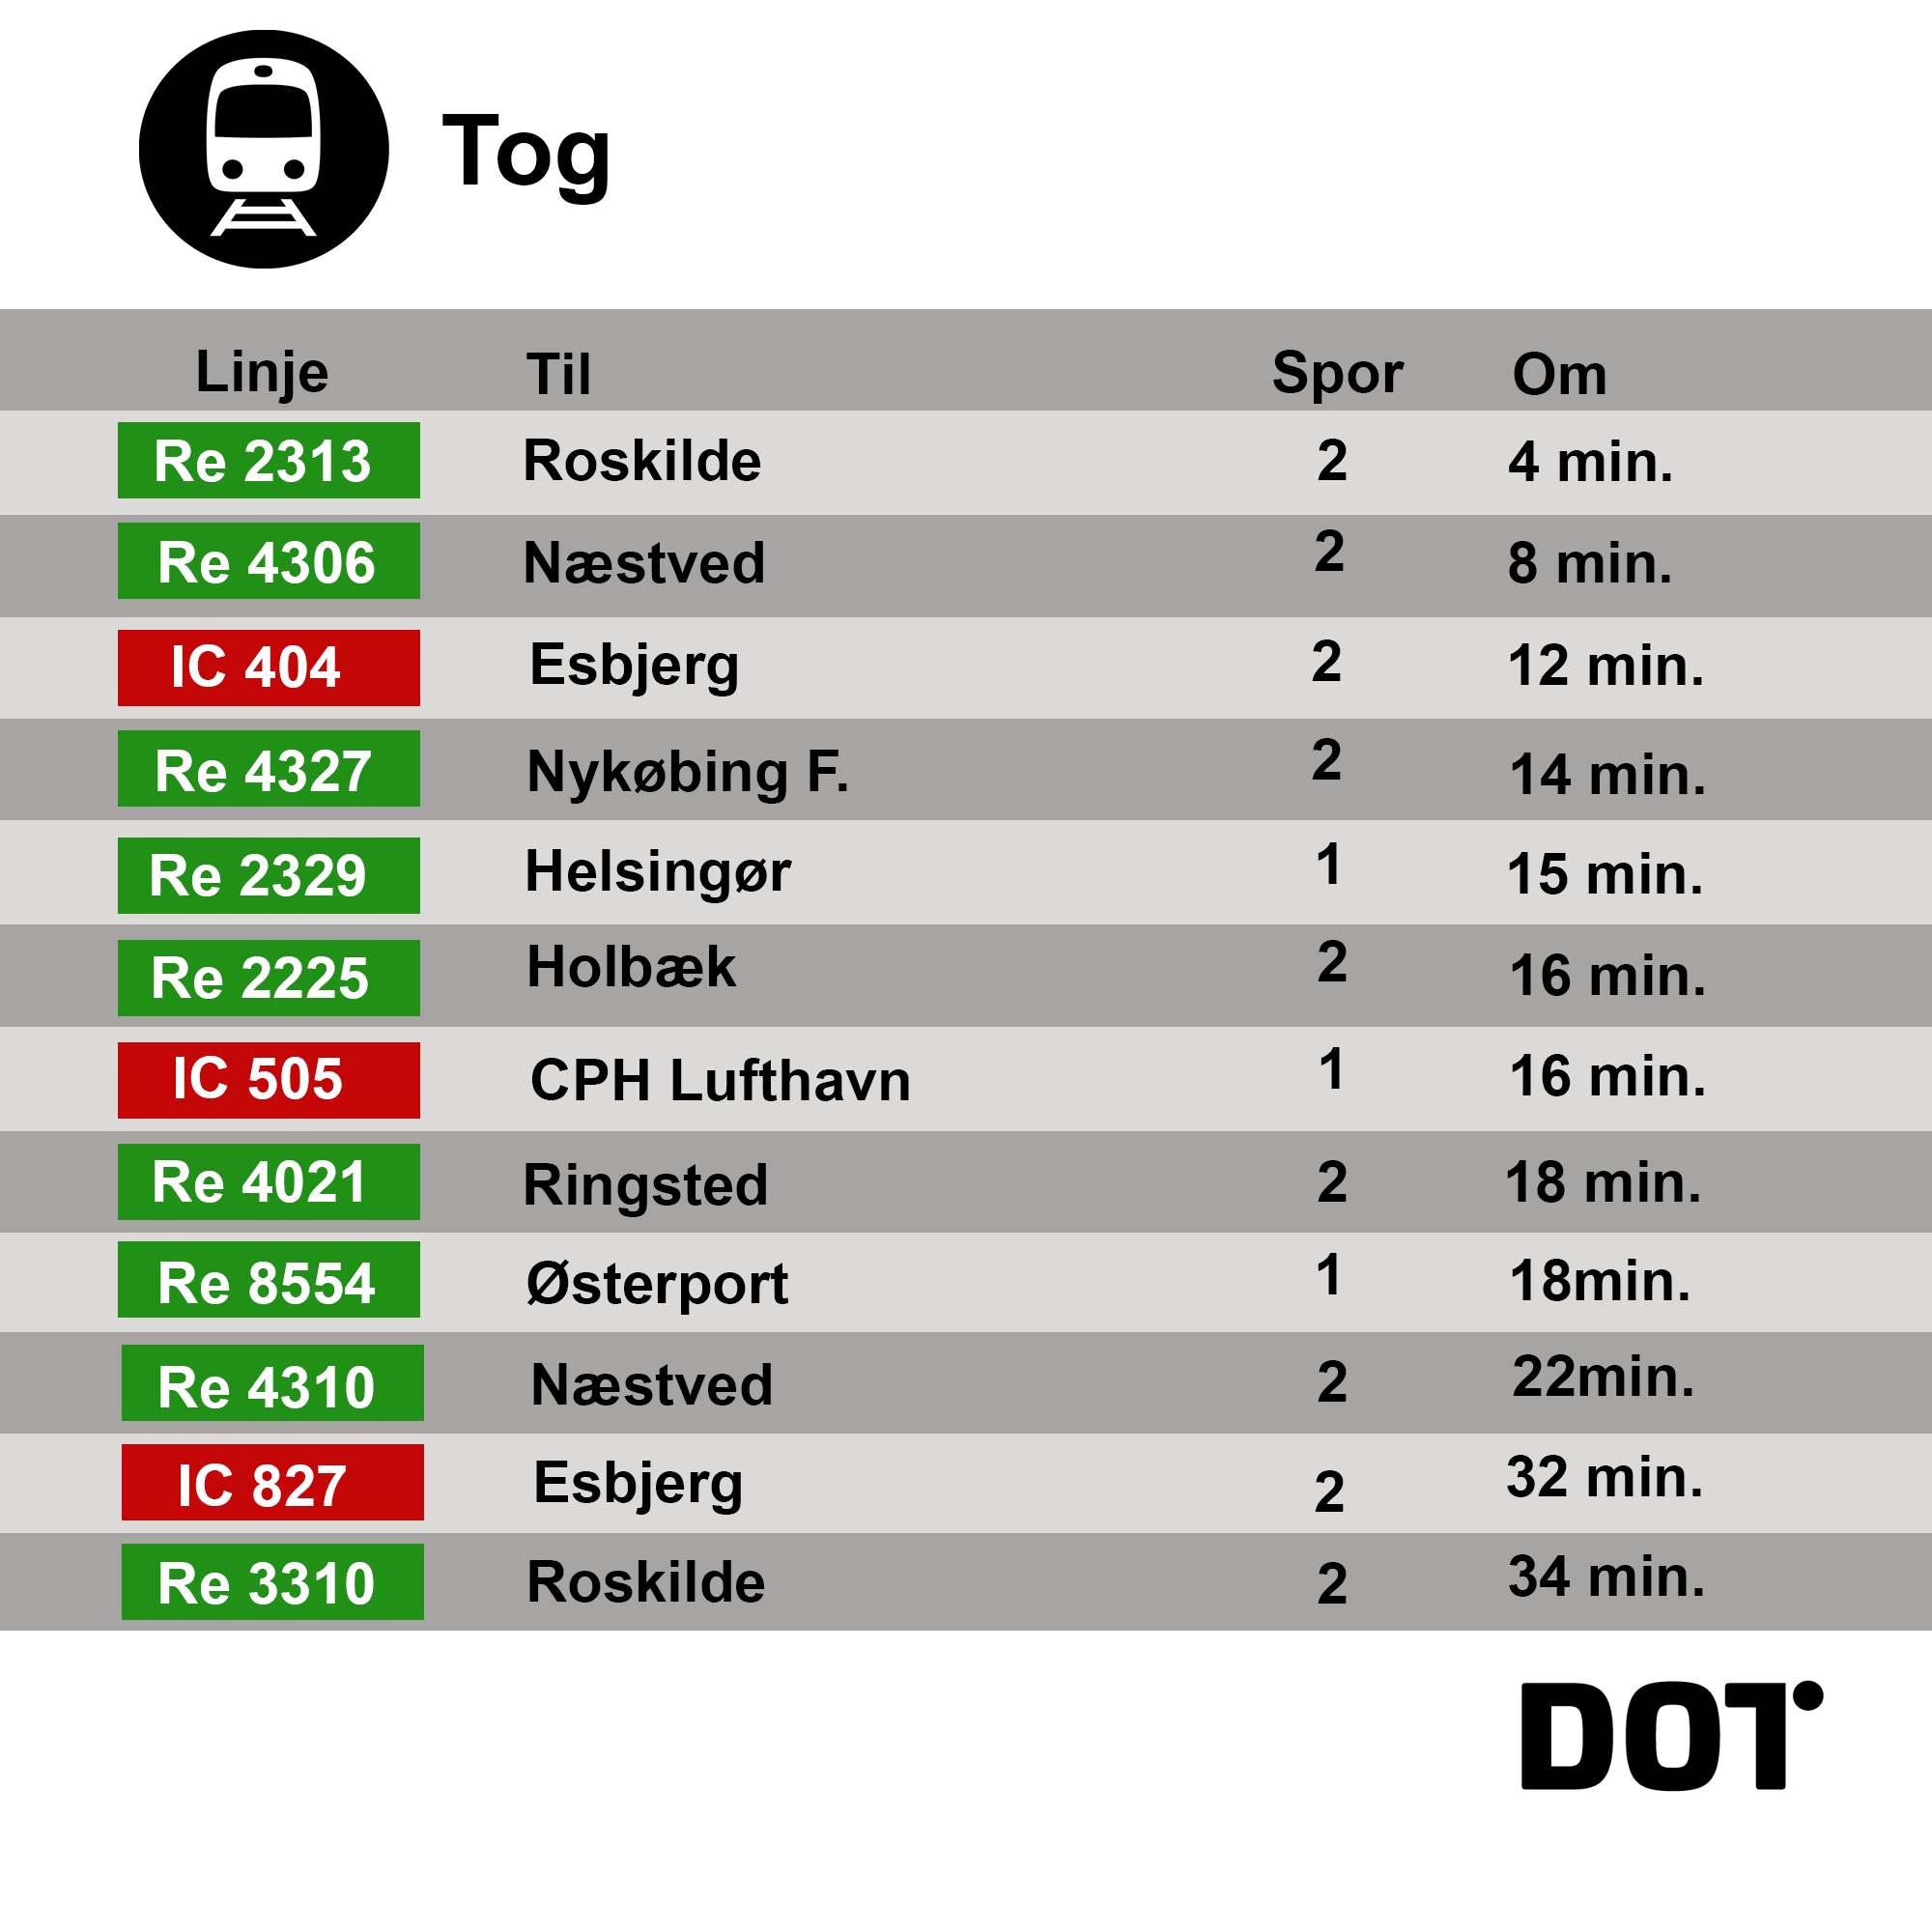 Tog
Linje Til Spor Om
Re 2313 Roskilde 2 4 min.
Re 4306 Næstved 2 8 min.
IC 404 Esbjerg 2 12 min.
Re 4327 Nykøbing F. 2 14 min.
Re 2329 Helsingør 1 15 min.
Re 2225 Holbæk 2 16 min.
IC 505 CPH Lufthavn 1 16 min.
Re 4021 Ringsted 2 18 min.
Re 8554 Østerport 1 18min.
Re 4310 Næstved 2 22min.
IC 827 Esbjerg 2 32 min.
Re 3310 Roskilde 2 34 min.
DOT